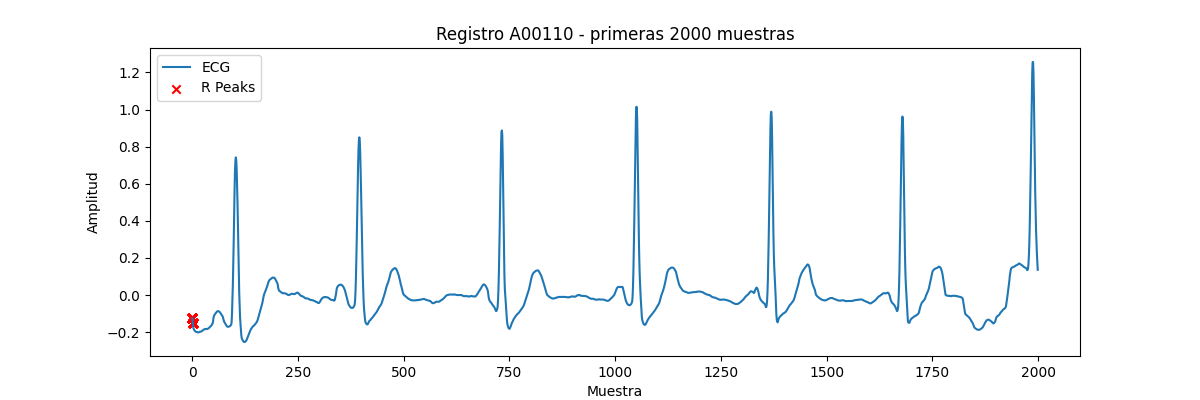 Registro A00110 - primeras 2000 muestras
ECG
R Peaks
Amplitud
1.2
1.0
0.8
0.6
0.4
0.2
0.0
−0.2
0 250 500 750 1000 1250 1500 1750 2000
Muestra